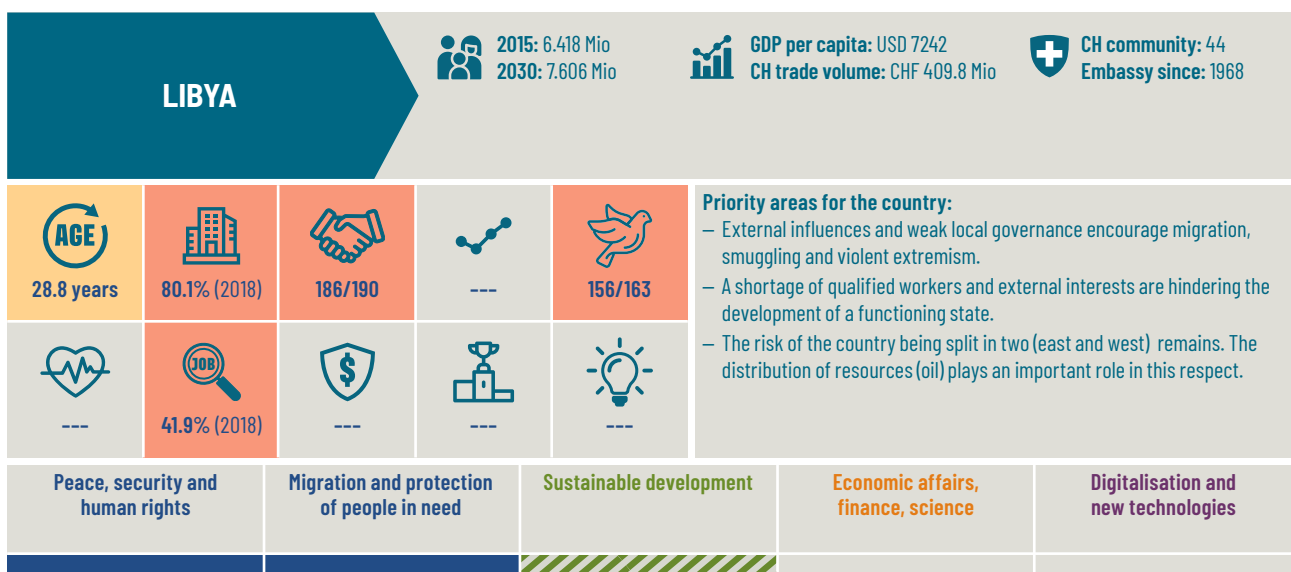 LIBYA
2015: 6.418 Mio
2030: 7.606 Mio
GDP per capita: USD 7242
CH trade volume: CHF 409.8 Mio
CH community: 44
Embassy since: 1968
AGE
28.8 years
80.1% (2018)
186/190
---
156/163
---
JOB
41.9% (2018)
$
---
---
---
Priority areas for the country:
– External influences and weak local governance encourage migration,
smuggling and violent extremism.
– A shortage of qualified workers and external interests are hindering the
development of a functioning state.
– The risk of the country being split in two (east and west) remains. The
distribution of resources (oil) plays an important role in this respect.
Peace, security and
human rights
Migration and protection
of people in need
Sustainable development
Economic affairs,
finance, science
Digitalisation and
new technologies